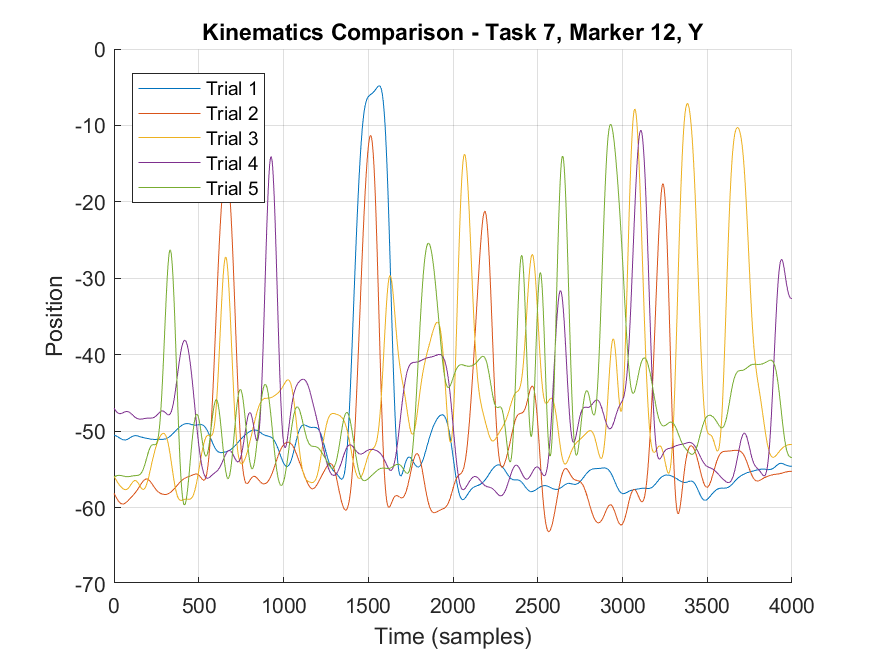 Kinematics Comparison - Task 7, Marker 12, Y
0
-10
-20
-30
-40
-50
-60
-70
Position
Trial 1
Trial 2
Trial 3
Trial 4
Trial 5
0 500 1000 1500 2000 2500 3000 3500 4000
Time (samples)